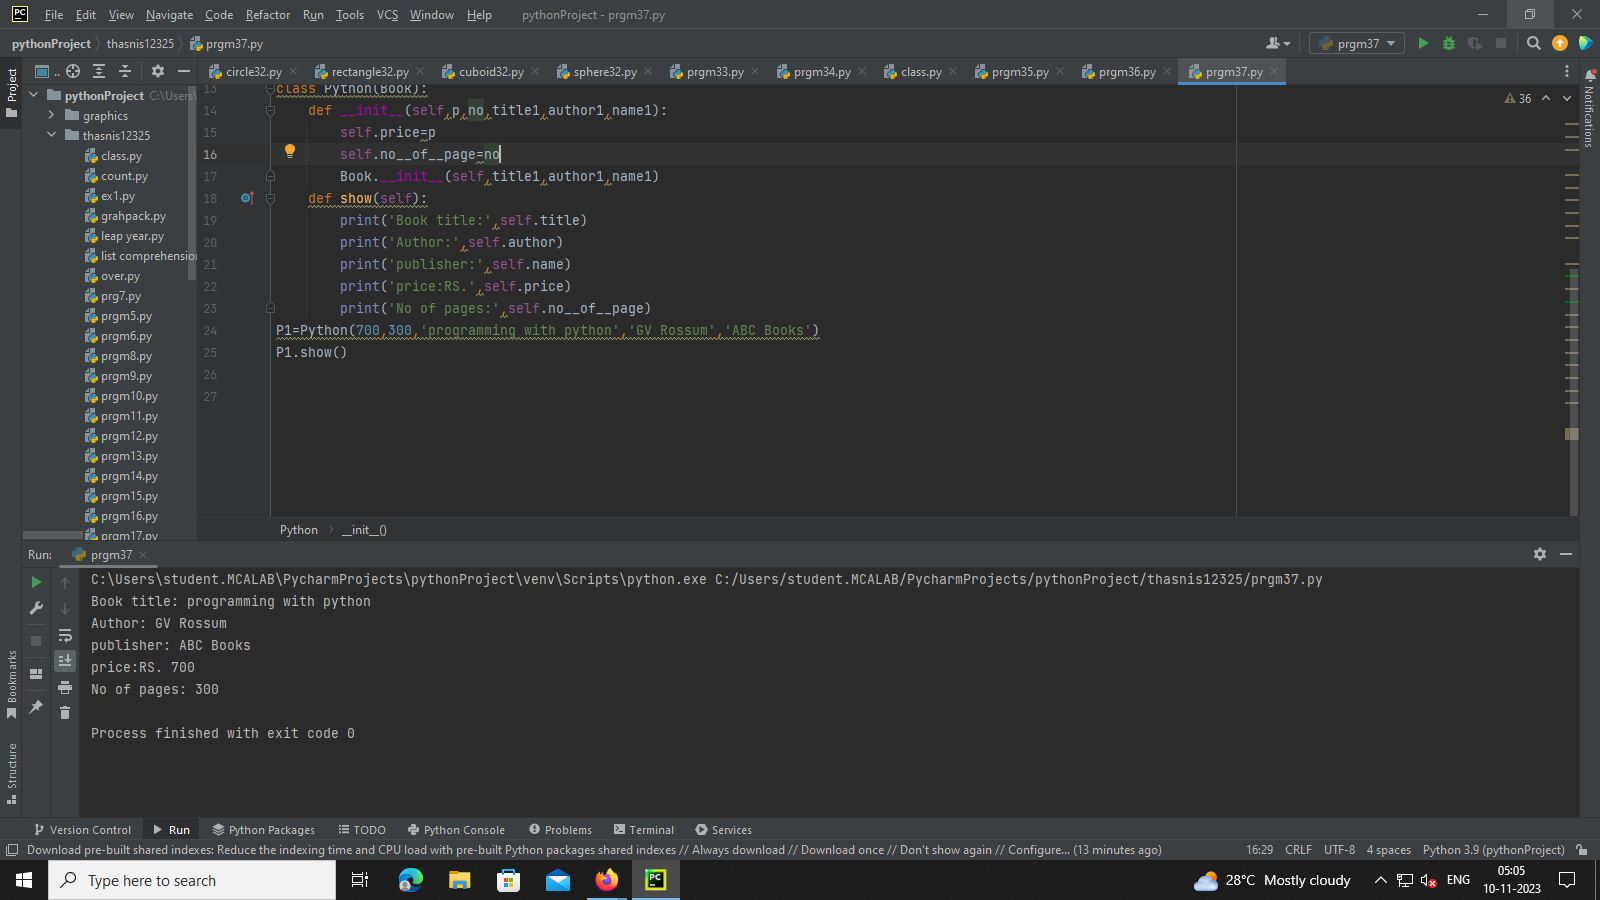 PC File Edit View Navigate Code Refactor Run Tools VCS Window Help pythonProject - prgm37.py
pythonProject thasnis12325 prgm37.py prgm37
Project .. circle32.py rectangle32.py cuboid32.py sphere32.py prgm33.py prgm34.py class.py prgm35.py prgm36.py prgm37.py
Notifications
36
pythonProject C:\Users\
graphics
thasnis12325
class.py
count.py
ex1.py
grahpack.py
leap year.py
list comprehension
over.py
prg7.py
prgm5.py
prgm6.py
prgm8.py
prgm9.py
prgm10.py
prgm11.py
prgm12.py
prgm13.py
prgm14.py
prgm15.py
prgm16.py
prgm17.py
13 class Python(Book):
14 def __init__(self,p,no,title1,author1,name1):
15 self.price=p
16 self.no__of__page=no
17 Book.__init__(self,title1,author1,name1)
18 def show(self):
19 print('Book title:',self.title)
20 print('Author:',self.author)
21 print('publisher:',self.name)
22 print('price:RS.',self.price)
23 print('No of pages:',self.no__of__page)
24 P1=Python(700,300,'programming with python','GV Rossum','ABC Books')
25 P1.show()
26
27
Python __init__()
Run: prgm37
C:\Users\student.MCALAB\PycharmProjects\pythonProject\venv\Scripts\python.exe C:/Users/student.MCALAB/PycharmProjects/pythonProject/thasnis12325/prgm37.py
Book title: programming with python
Author: GV Rossum
publisher: ABC Books
price:RS. 700
No of pages: 300
Process finished with exit code 0
Bookmarks
Structure
Version Control Run Python Packages TODO Python Console Problems Terminal Services
Download pre-built shared indexes: Reduce the indexing time and CPU load with pre-built Python packages shared indexes // Always download // Download once // Don't show again // Configure... (13 minutes ago) 16:29 CRLF UTF-8 4 spaces Python 3.9 (pythonProject)
Type here to search PC 28°C Mostly cloudy ENG 05:05
10-11-2023